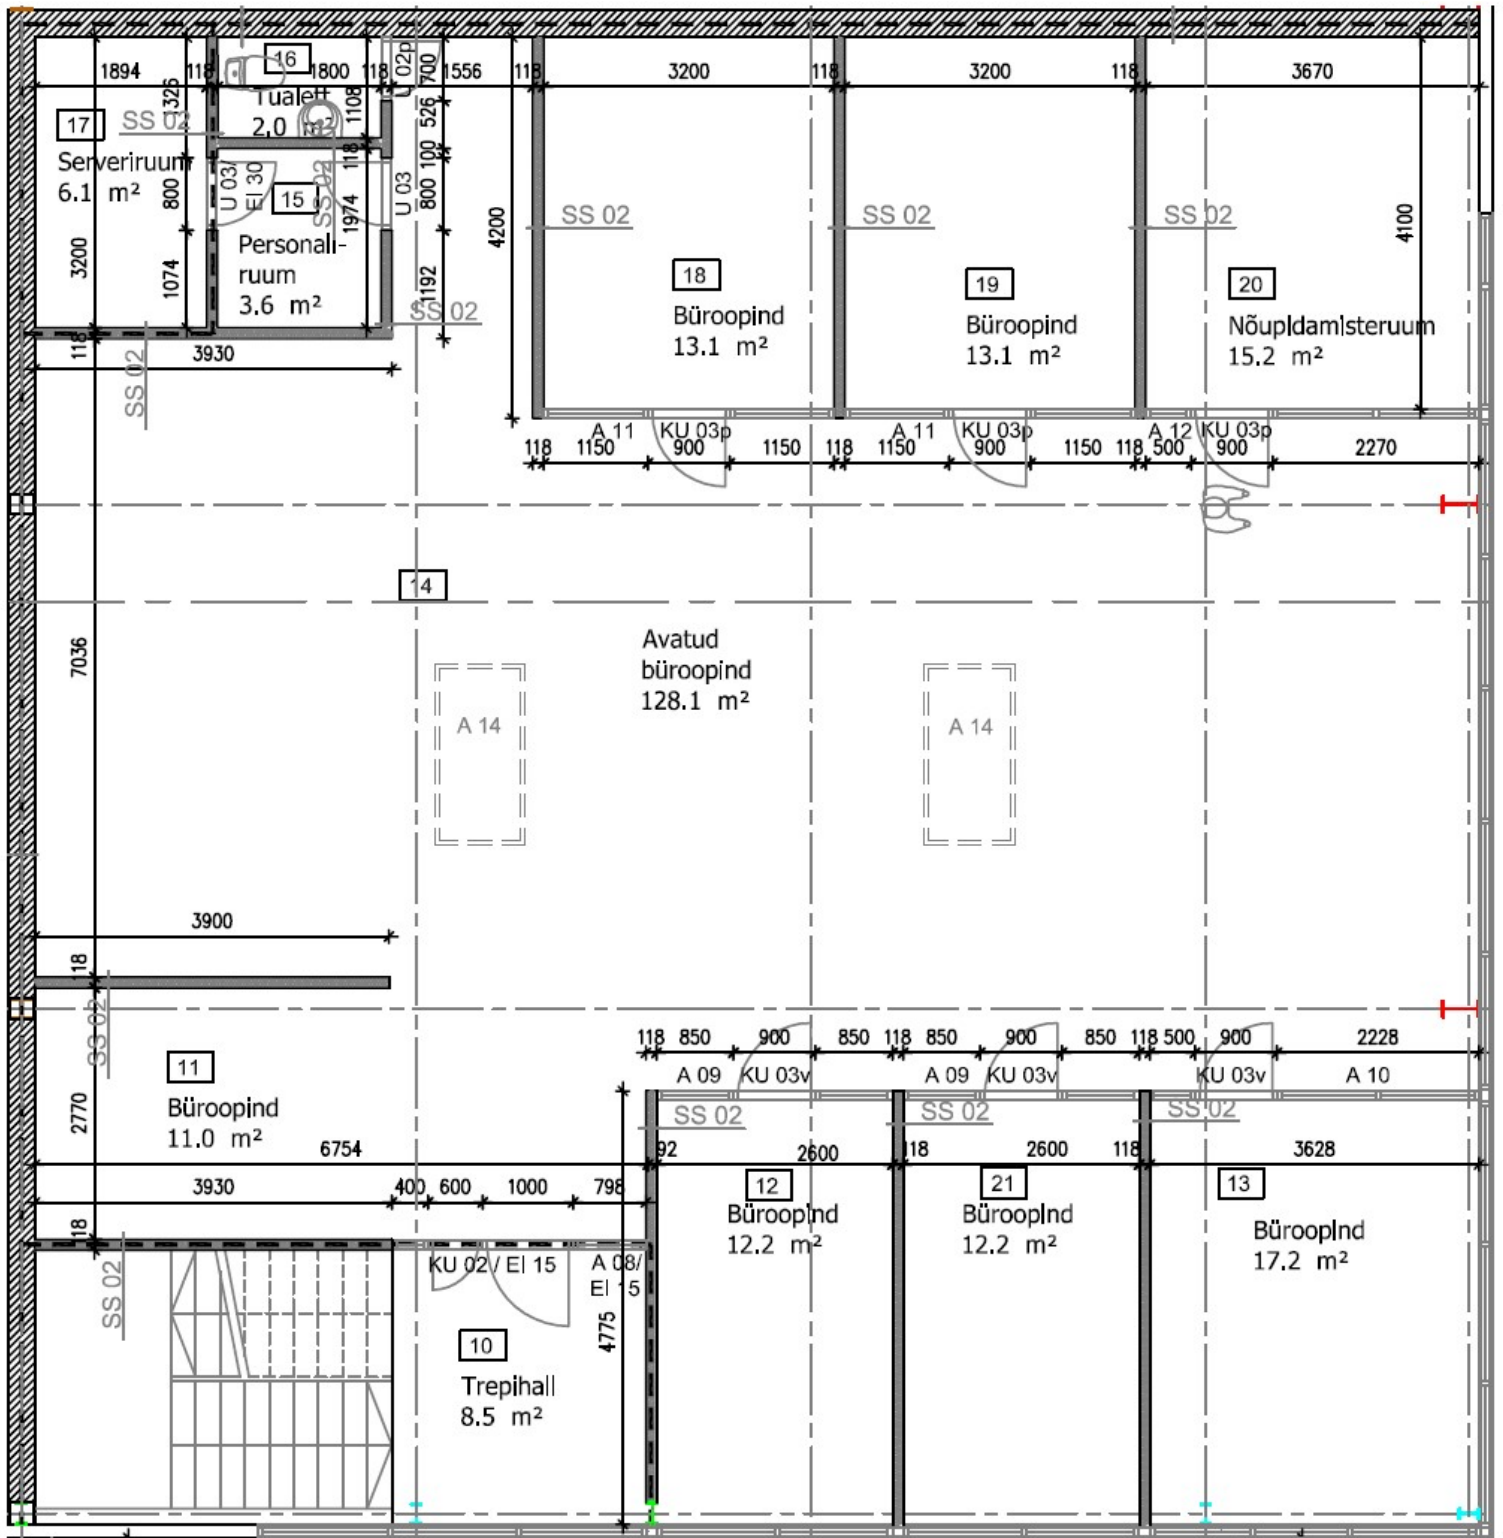 1894
118
1800
118
1556
118
3200
118
3200
118
3670
16
Tualett
2.0 m²
17
SS 02
Serveriruum
6.1 m²
1326
800
1074
3200
118
U 03/
EI 30
15
SS 02
Personali-
ruum
3.6 m²
1108
118
1974
02p
U 03
700
526
100
800
1192
SS 02
4200
SS 02
18
Büroopind
13.1 m²
SS 02
19
Büroopind
13.1 m²
SS 02
20
Nõupidamisteruum
15.2 m²
4100
3930
SS 02
A 11
KU 03p
A 11
KU 03p
A 12
KU 03p
118
1150
900
1150
118
1150
900
1150
118
500
900
2270
14
7036
Avatud
büroopind
128.1 m²
A 14
A 14
3900
118
SS 02
118
850
900
850
118
850
900
850
118
500
900
2228
A 09
KU 03v
A 09
KU 03v
KU 03v
A 10
11
Büroopind
11.0 m²
2770
SS 02
SS 02
SS 02
6754
92
2600
118
2600
118
3628
3930
400
600
1000
798
12
Büroopind
12.2 m²
21
Büroopind
12.2 m²
13
Büroopind
17.2 m²
118
SS 02
KU 02 / EI 15
A 08/
EI 15
4775
10
Trepihall
8.5 m²